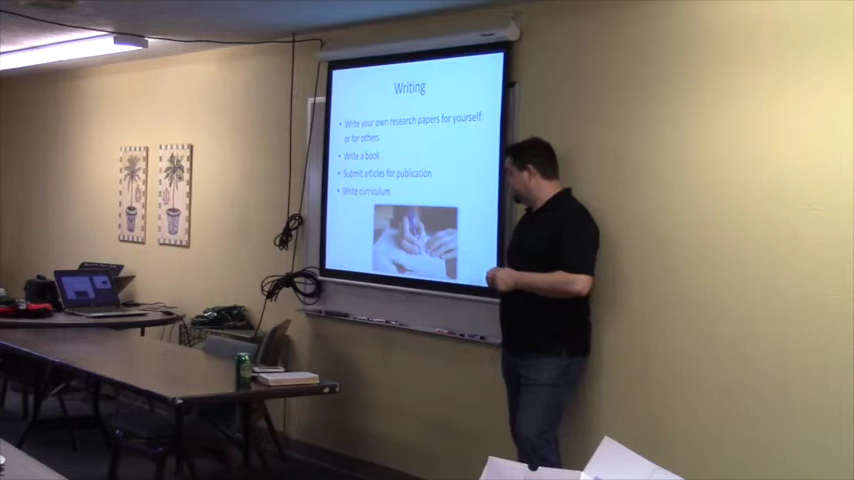 Writing
• Write your own research papers for yourself
or for others
• Write a book
• Submit articles for publication
• Write curriculum